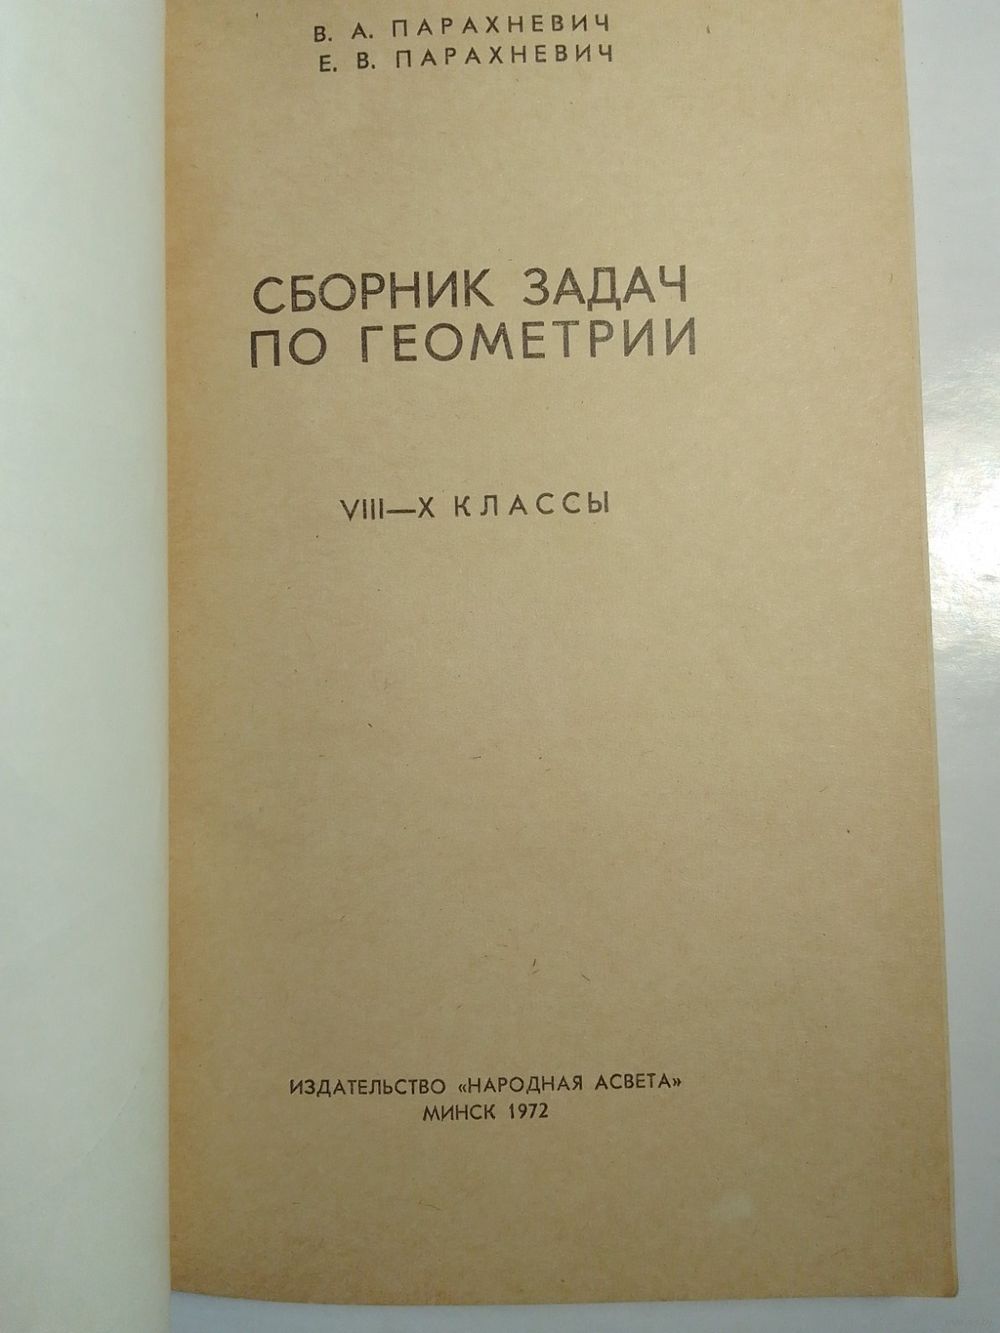 В. А. ПАРАХНЕВИЧ
Е. В. ПАРАХНЕВИЧ
СБОРНИК ЗАДАЧ
ПО ГЕОМЕТРИИ
VIII—X КЛАССЫ
ИЗДАТЕЛЬСТВО «НАРОДНАЯ АСВЕТА»
МИНСК 1972